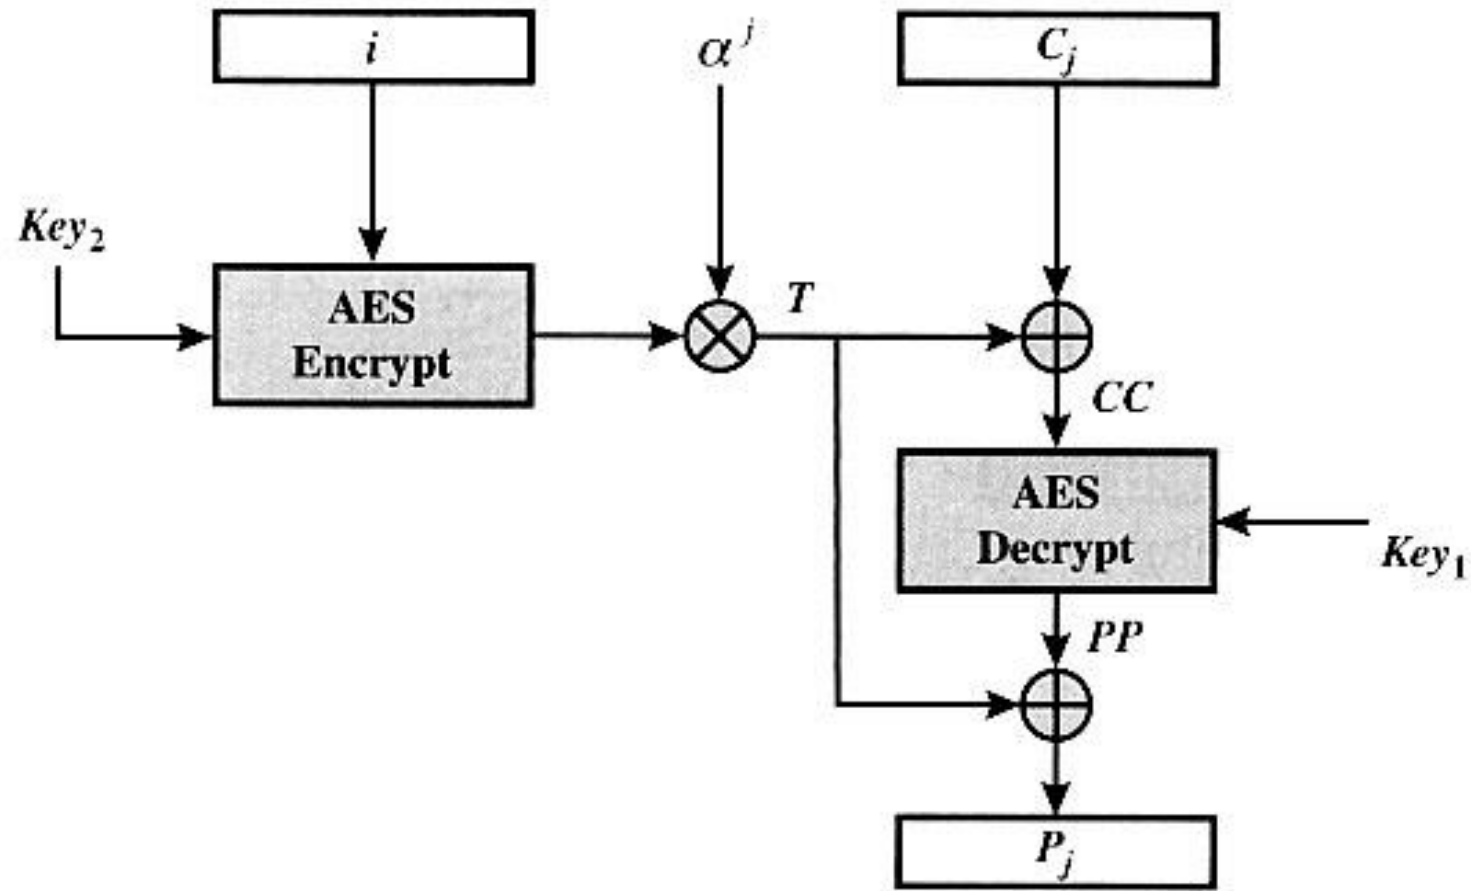 i
α^j
C_j
Key_2
AES
Encrypt
T
CC
AES
Decrypt
Key_1
PP
P_j